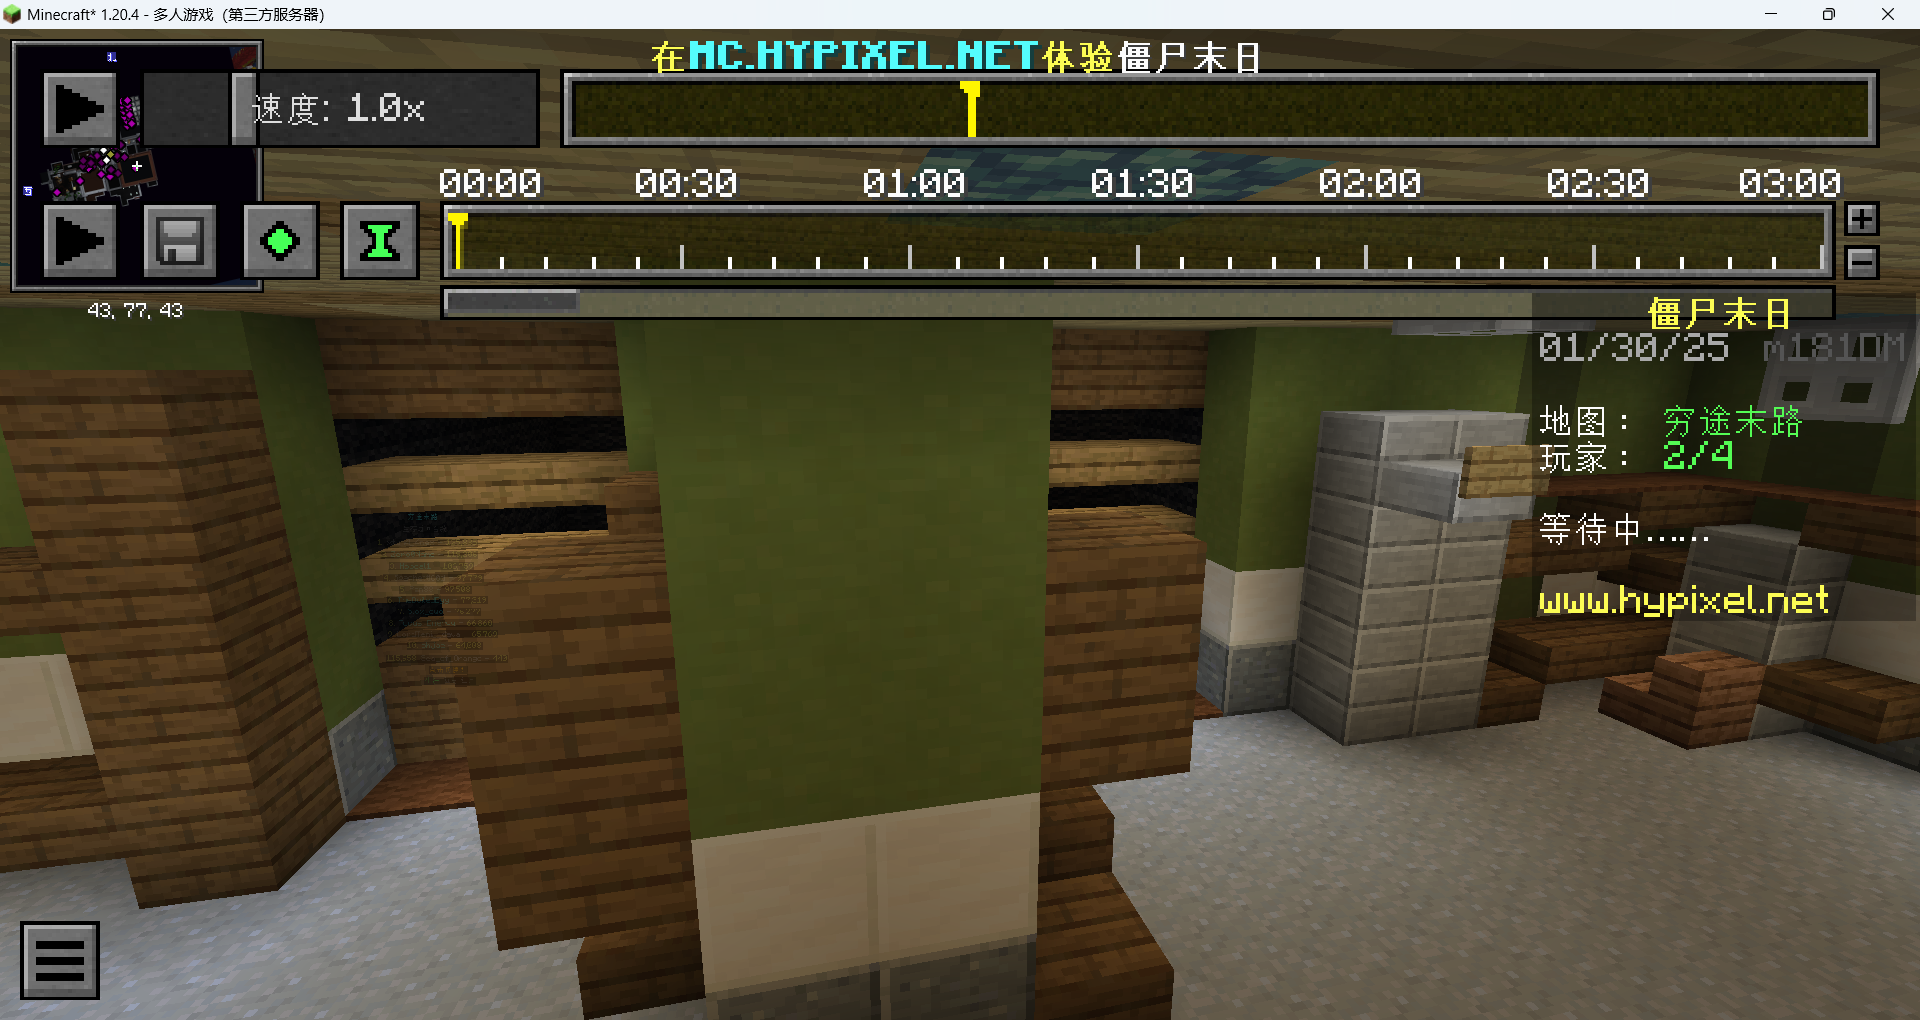 Minecraft* 1.20.4 - 多人游戏（第三方服务器）
在MC.HYPIXEL.NET体验僵尸末日
速度: 1.0x
00:00 00:30 01:00 01:30 02:00 02:30 03:00
43, 77, 43
僵尸末日
01/30/25 m181DM
地图： 穷途末路
玩家： 2/4
等待中......
www.hypixel.net